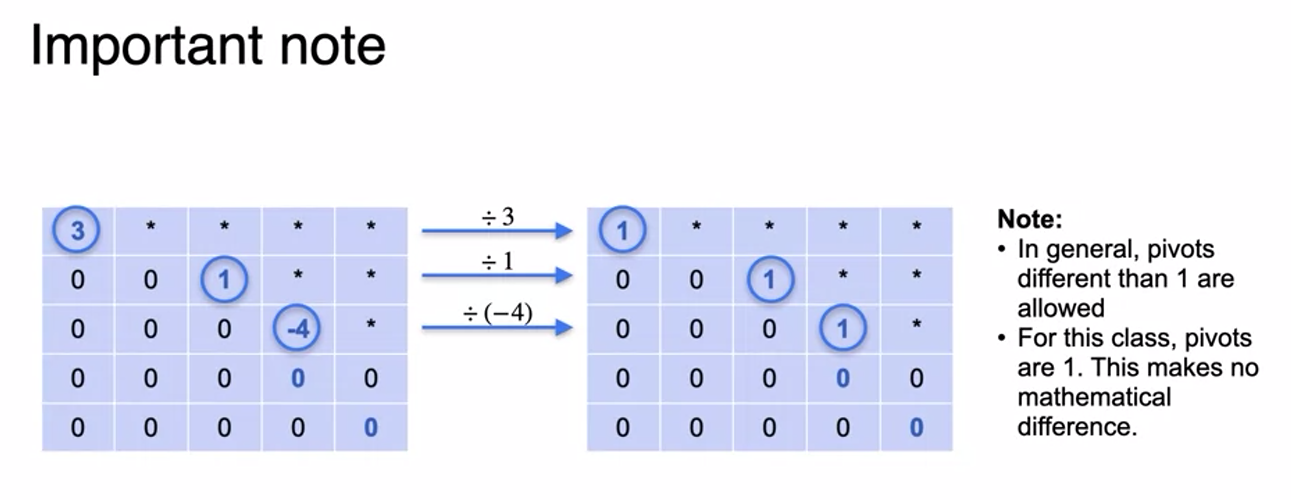 Important note
3 * * * *
0 0 1 * *
0 0 0 -4 *
0 0 0 0 0
0 0 0 0 0
÷ 3
÷ 1
÷ (−4)
1 * * * *
0 0 1 * *
0 0 0 1 *
0 0 0 0 0
0 0 0 0 0
Note:
• In general, pivots
different than 1 are
allowed
• For this class, pivots
are 1. This makes no
mathematical
difference.